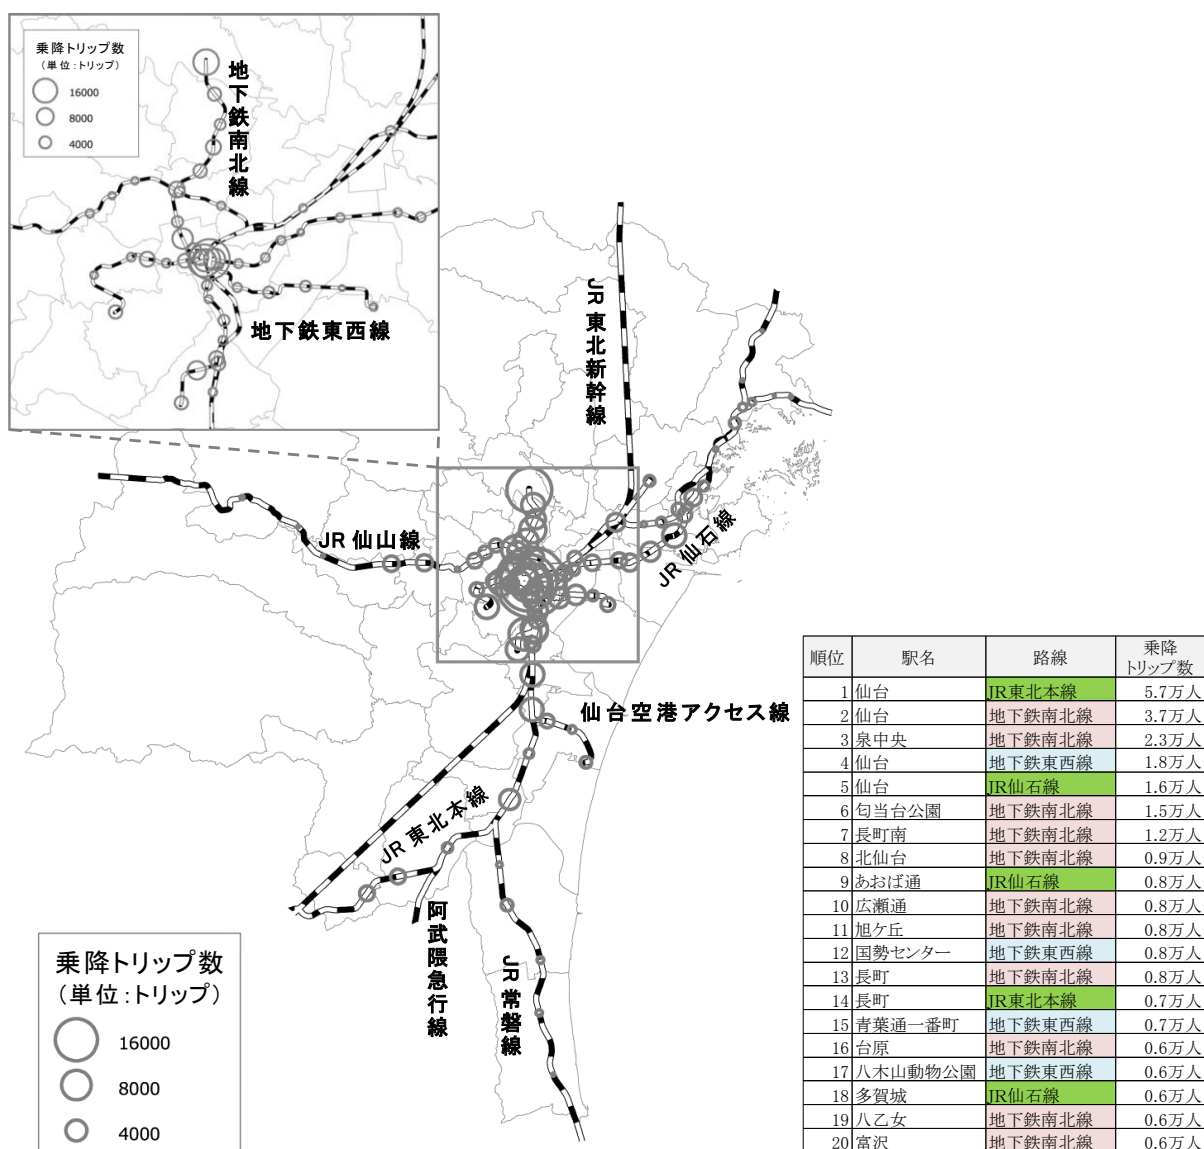 乗降トリップ数
(単位:トリップ)
16000
8000
4000
地下鉄南北線
地下鉄東西線
JR東北新幹線
JR仙山線
JR仙石線
仙台空港アクセス線
JR東北本線
阿武隈急行線
JR常磐線
乗降トリップ数
(単位:トリップ)
16000
8000
4000
順位 駅名 路線 乗降トリップ数
1 仙台 JR東北本線 5.7万人
2 仙台 地下鉄南北線 3.7万人
3 泉中央 地下鉄南北線 2.3万人
4 仙台 地下鉄東西線 1.8万人
5 仙台 JR仙石線 1.6万人
6 匂当台公園 地下鉄南北線 1.5万人
7 長町南 地下鉄南北線 1.2万人
8 北仙台 地下鉄南北線 0.9万人
9 あおば通 JR仙石線 0.8万人
10 広瀬通 地下鉄南北線 0.8万人
11 旭ケ丘 地下鉄南北線 0.8万人
12 国勢センター 地下鉄東西線 0.8万人
13 長町 地下鉄南北線 0.8万人
14 長町 JR東北本線 0.7万人
15 青葉通一番町 地下鉄東西線 0.7万人
16 台原 地下鉄南北線 0.6万人
17 八木山動物公園 地下鉄東西線 0.6万人
18 多賀城 JR仙石線 0.6万人
19 八乙女 地下鉄南北線 0.6万人
20 富沢 地下鉄南北線 0.6万人